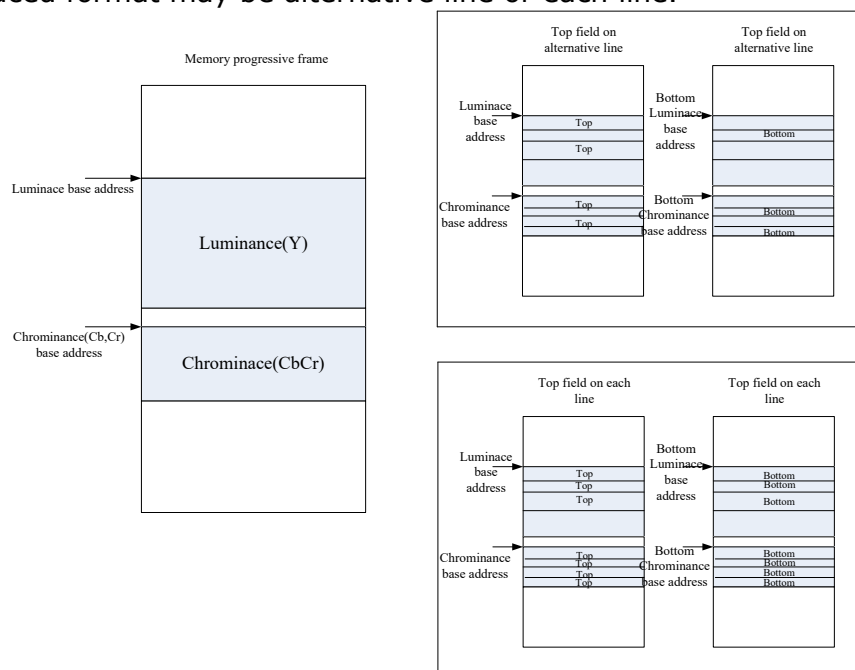 aced format may be alternative line or each line.
Memory progressive frame
Luminace base address
Luminance(Y)
Chrominance(Cb,Cr)
base address
Chrominace(CbCr)
Top field on
alternative line
Top field on
alternative line
Luminace
base
address
Top
Top
Chrominance
base address
Top
Top
Bottom
Luminace
base
address
Bottom
Bottom
Chrominance
base address
Bottom
Bottom
Top field on each
line
Top field on each
line
Luminace
base
address
Top
Top
Top
Chrominance
base address
Top
Top
Top
Top
Bottom
Luminace
base
address
Bottom
Bottom
Bottom
Bottom
Chrominance
base address
Bottom
Bottom
Bottom
Bottom